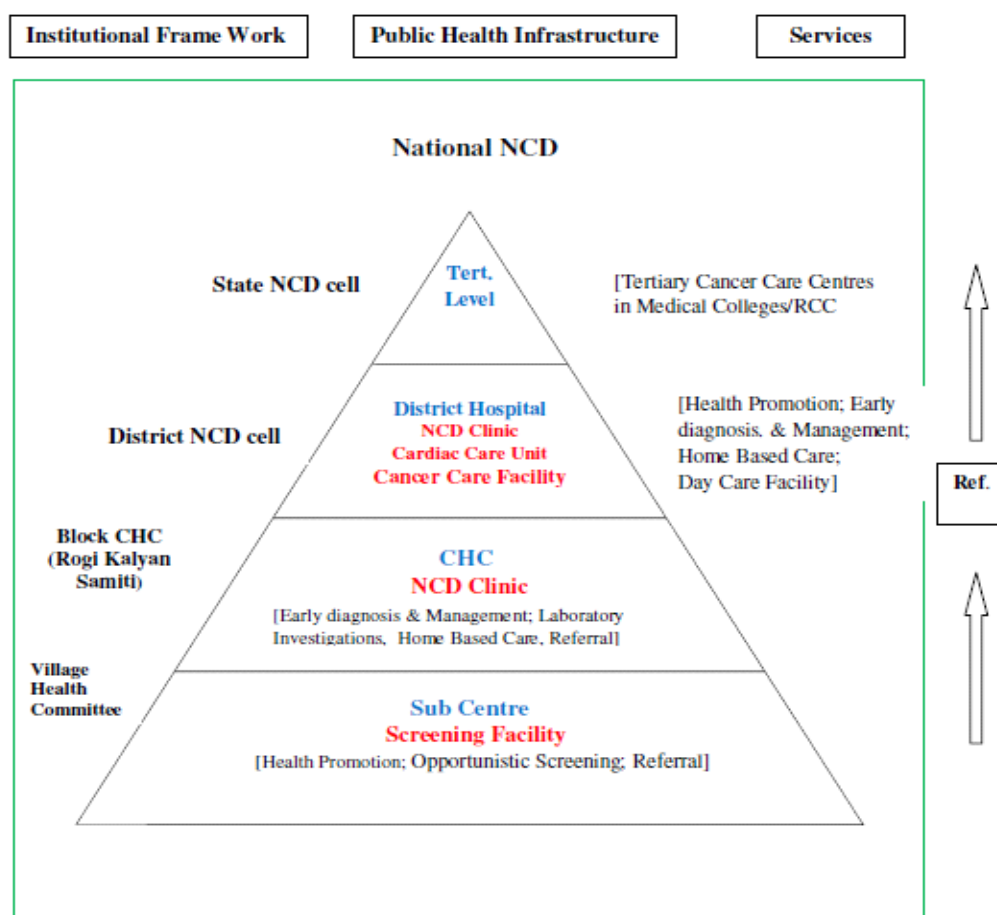 Institutional Frame Work
Public Health Infrastructure
Services
National NCD
State NCD cell
Tert.
Level
[Tertiary Cancer Care Centres
in Medical Colleges/RCC
District NCD cell
District Hospital
NCD Clinic
Cardiac Care Unit
Cancer Care Facility
[Health Promotion; Early
diagnosis. & Management;
Home Based Care;
Day Care Facility]
Ref.
Block CHC
(Rogi Kalyan
Samiti)
CHC
NCD Clinic
[Early diagnosis & Management; Laboratory
Investigations, Home Based Care, Referral]
Village
Health
Committee
Sub Centre
Screening Facility
[Health Promotion; Opportunistic Screening; Referral]